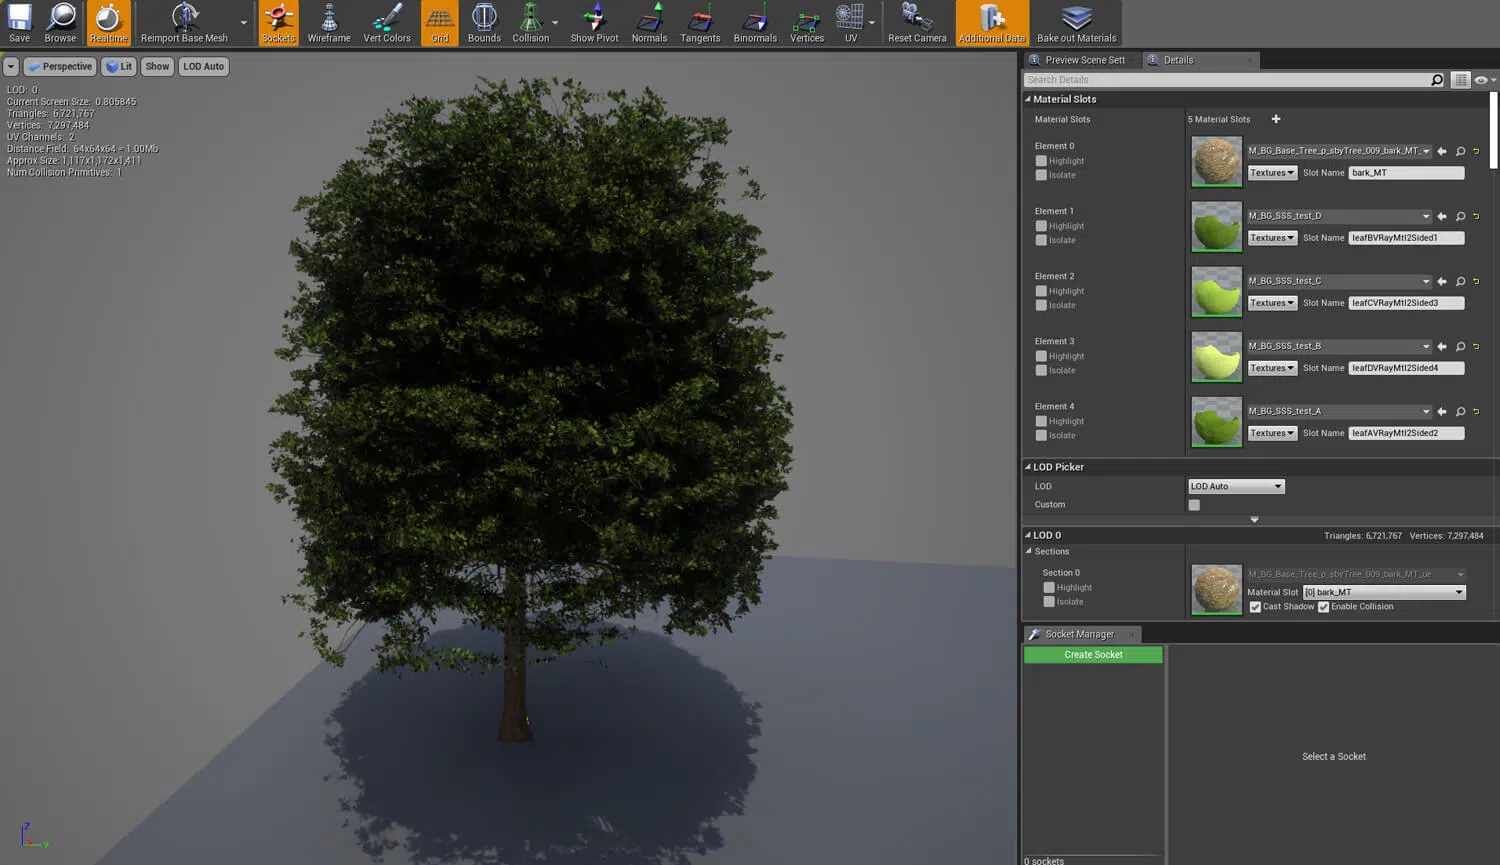 Save Browse Realtime Reimport Base Mesh Sockets Wireframe Vert Colors Grid Bounds Collision Show Pivot Normals Tangents Binormals Vertices UV Reset Camera Additional Data Bake out Materials
Perspective Lit Show LOD Auto
LOD: 0
Current Screen Size: 0.805845
Triangles: 6,721,767
Vertices: 7,297,484
UV Channels: 2
Distance Field: 64x64x64 = 1.00Mb
Approx Size: 1,117x1,172x1,411
Num Collision Primitives: 1
Z
Y
Preview Scene Sett Details
Search Details
Material Slots
Material Slots 5 Material Slots
Element 0
Highlight
Isolate
M_BG_Base_Tree_p_sbyTree_009_bark_MT_
Textures Slot Name bark_MT
Element 1
Highlight
Isolate
M_BG_SSS_test_D
Textures Slot Name leafBVRayMtl2Sided1
Element 2
Highlight
Isolate
M_BG_SSS_test_C
Textures Slot Name leafCVRayMtl2Sided3
Element 3
Highlight
Isolate
M_BG_SSS_test_B
Textures Slot Name leafDVRayMtl2Sided4
Element 4
Highlight
Isolate
M_BG_SSS_test_A
Textures Slot Name leafAVRayMtl2Sided2
LOD Picker
LOD LOD Auto
Custom
LOD 0 Triangles: 6,721,767 Vertices: 7,297,484
Sections
Section 0
Highlight
Isolate
M_BG_Base_Tree_p_sbyTree_009_bark_MT_ue
Material Slot [0] bark_MT
Cast Shadow Enable Collision
Socket Manager
Create Socket
Select a Socket
0 sockets